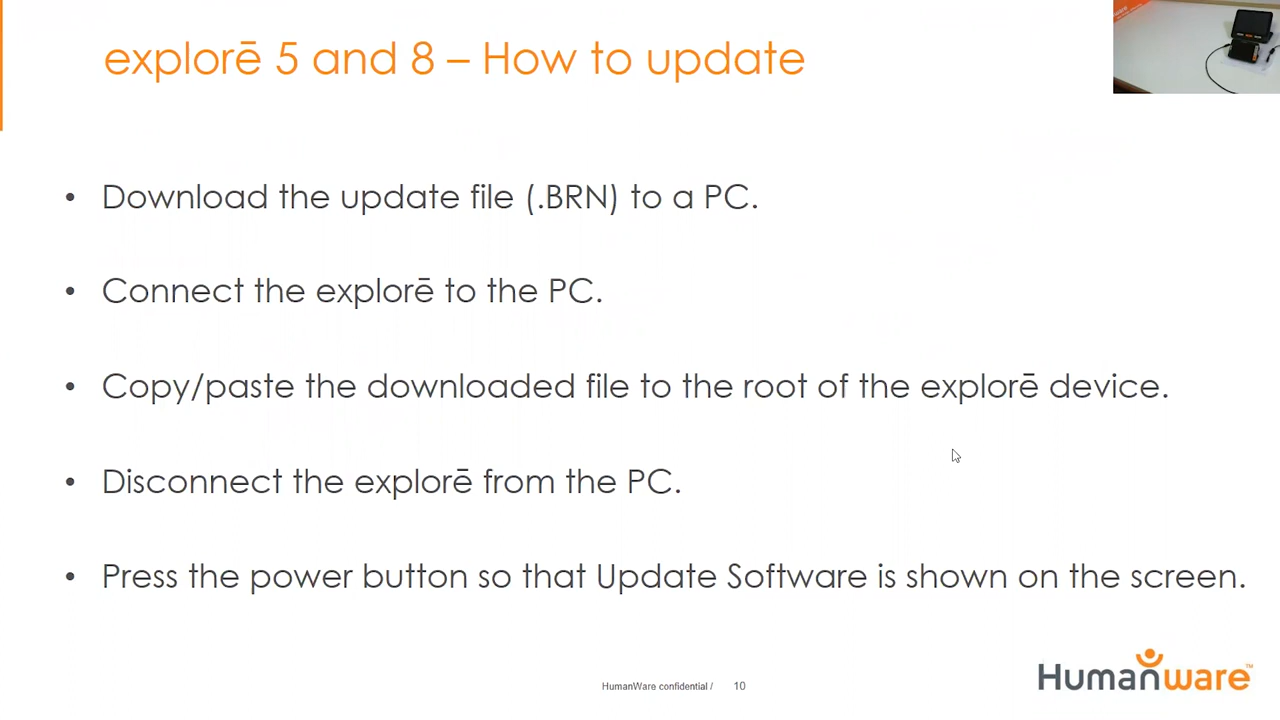 explorē 5 and 8 – How to update
• Download the update file (.BRN) to a PC.
• Connect the explorē to the PC.
• Copy/paste the downloaded file to the root of the explorē device.
• Disconnect the explorē from the PC.
• Press the power button so that Update Software is shown on the screen.
HumanWare confidential / 10
Humanware™